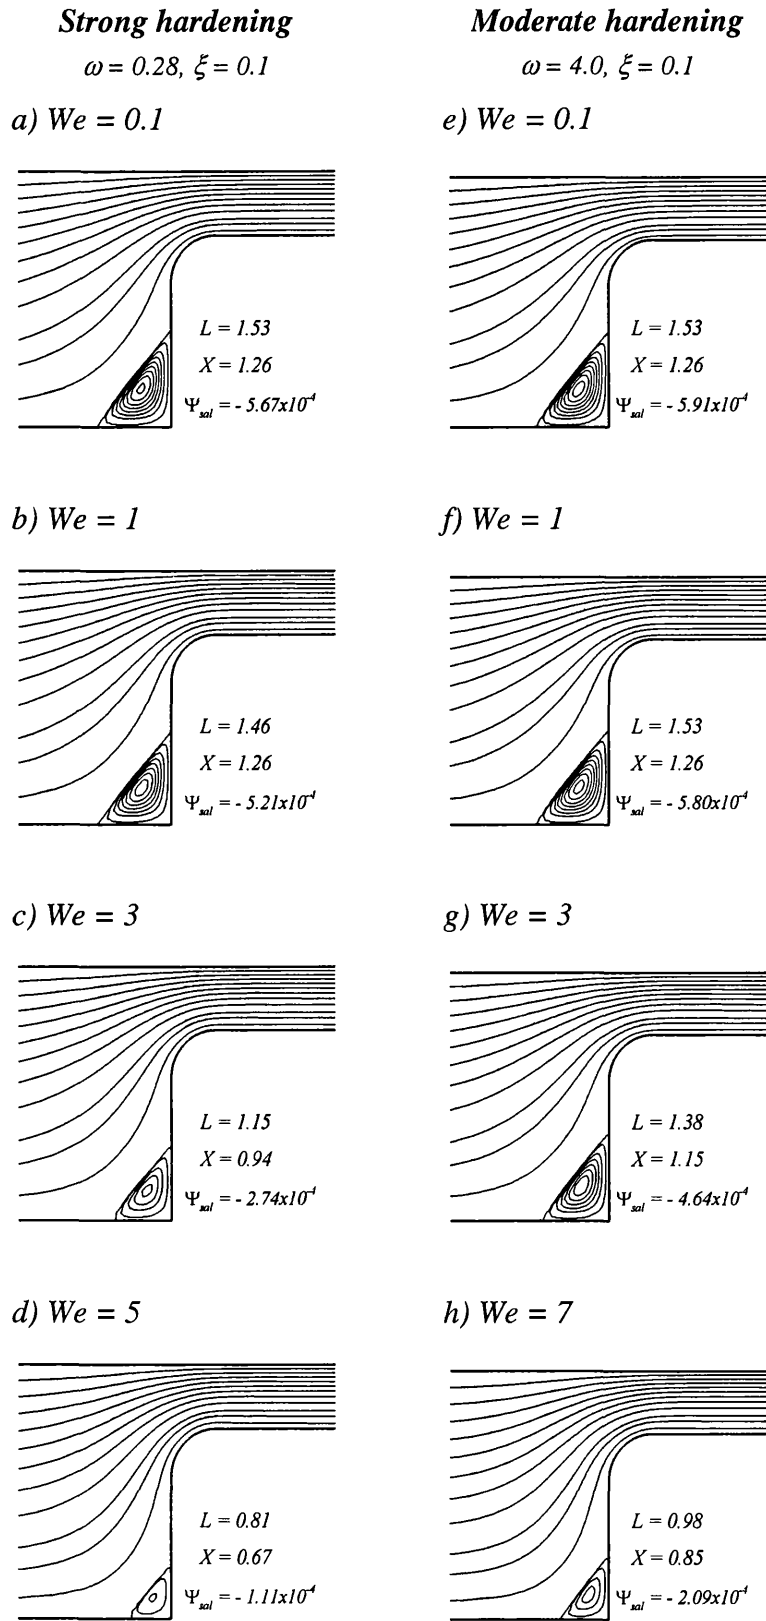 Strong hardening
ω = 0.28, ξ = 0.1
a) We = 0.1
L = 1.53
X = 1.26
Ψsal = - 5.67x10⁻⁴
b) We = 1
L = 1.46
X = 1.26
Ψsal = - 5.21x10⁻⁴
c) We = 3
L = 1.15
X = 0.94
Ψsal = - 2.74x10⁻⁴
d) We = 5
L = 0.81
X = 0.67
Ψsal = - 1.11x10⁻⁴
Moderate hardening
ω = 4.0, ξ = 0.1
e) We = 0.1
L = 1.53
X = 1.26
Ψsal = - 5.91x10⁻⁴
f) We = 1
L = 1.53
X = 1.26
Ψsal = - 5.80x10⁻⁴
g) We = 3
L = 1.38
X = 1.15
Ψsal = - 4.64x10⁻⁴
h) We = 7
L = 0.98
X = 0.85
Ψsal = - 2.09x10⁻⁴